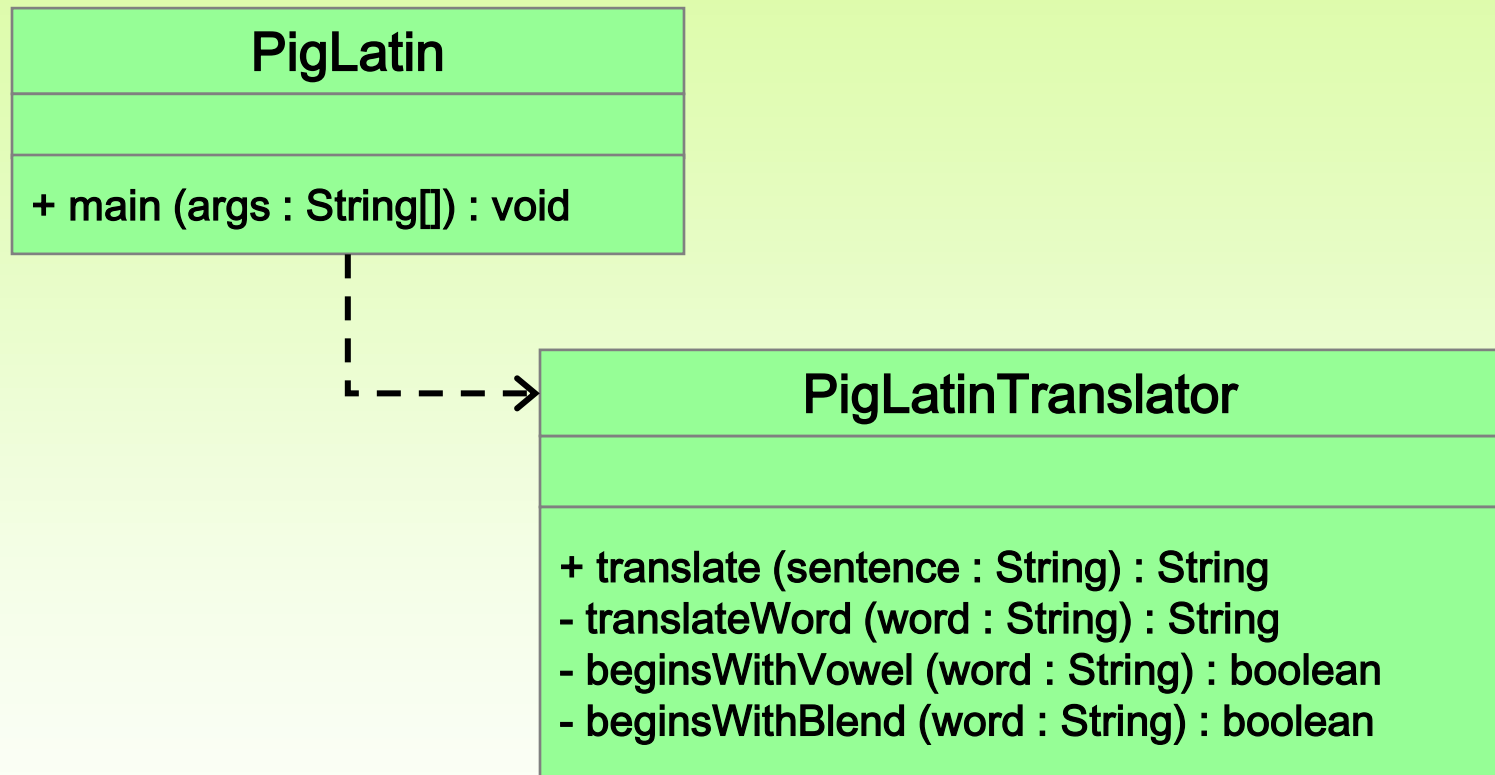 PigLatin
+ main (args : String[]) : void
PigLatinTranslator
+ translate (sentence : String) : String
- translateWord (word : String) : String
- beginsWithVowel (word : String) : boolean
- beginsWithBlend (word : String) : boolean